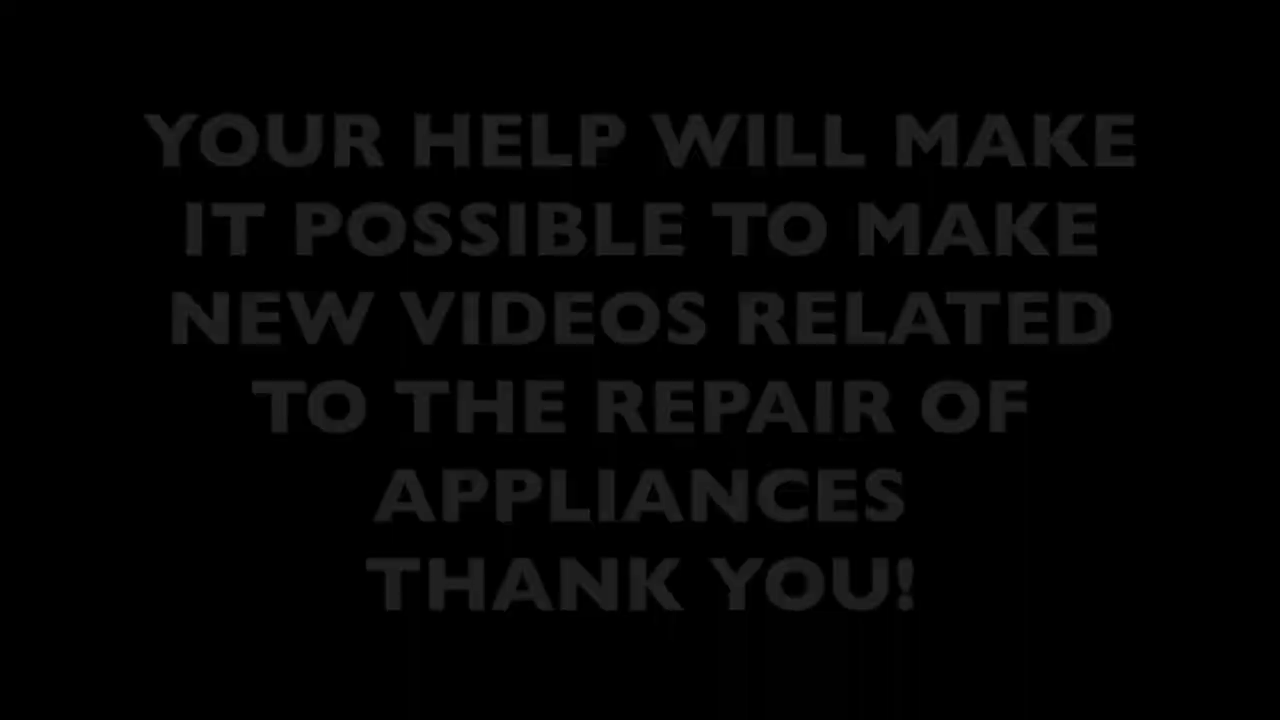 YOUR HELP WILL MAKE
IT POSSIBLE TO MAKE
NEW VIDEOS RELATED
TO THE REPAIR OF
APPLIANCES
THANK YOU!